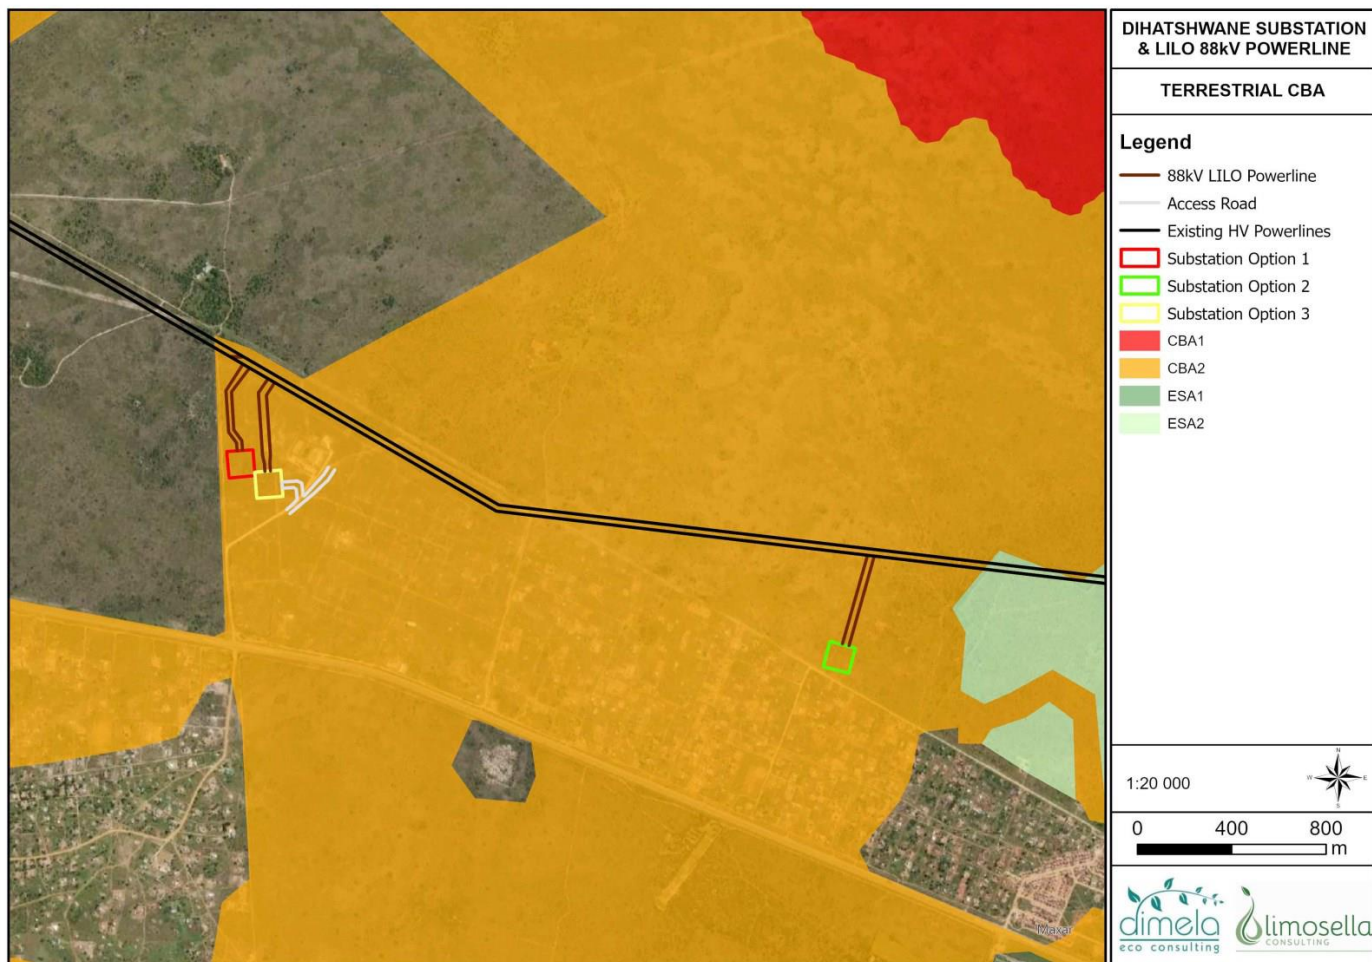 DIHATSHWANE SUBSTATION
& LILO 88kV POWERLINE
TERRESTRIAL CBA
Legend
88kV LILO Powerline
Access Road
Existing HV Powerlines
Substation Option 1
Substation Option 2
Substation Option 3
CBA1
CBA2
ESA1
ESA2
1:20 000
N
W E
S
0 400 800
m
dimela
eco consulting
limosella
CONSULTING
Maxar